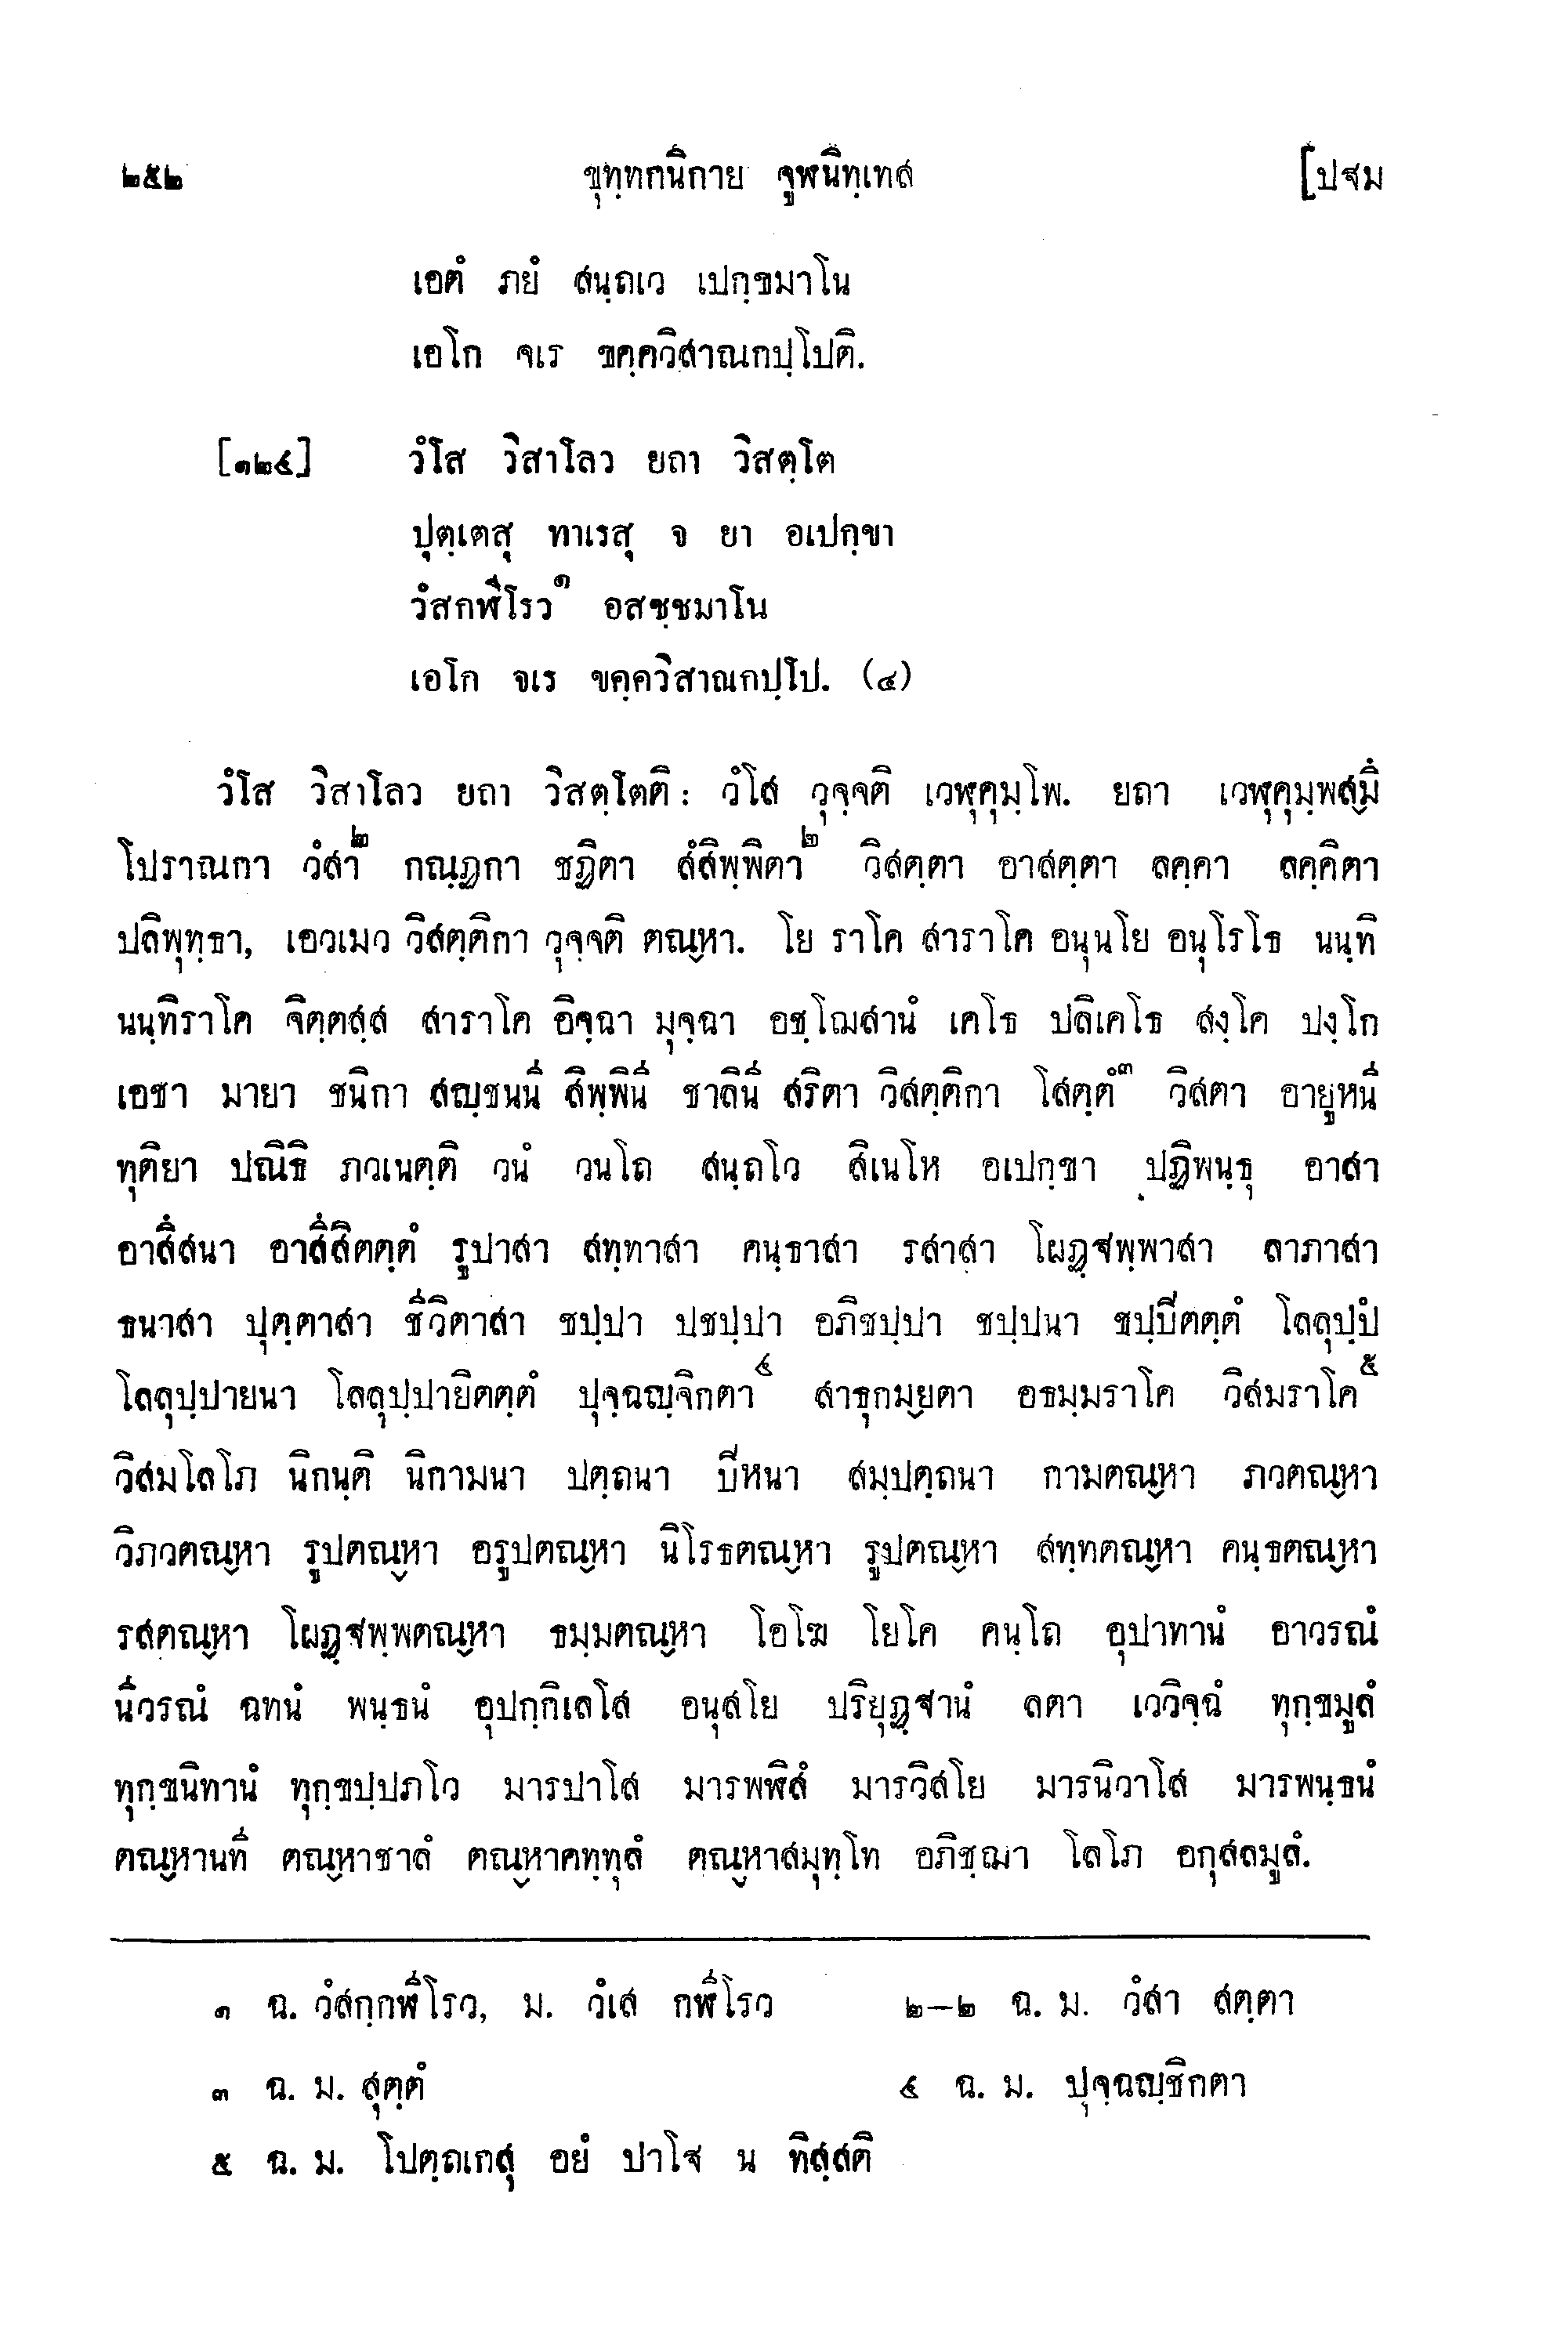 ๒๕๒ ขุทฺทกนิกาย จูฬนิทฺเทส [ปฐม
เอตํ ภยํ สนฺถเว เปกฺขมาโน
เอโก จเร ขคฺควิสาณกปฺโปติ.
[๑๒๔] วํโส วิสาโลว ยถา วิสตฺโต
ปุตฺเตสุ ทาเรสุ จ ยา อเปกฺขา
วํสกฬีโรว๑ อสชฺชมาโน
เอโก จเร ขคฺควิสาณกปฺโป. (๔)
วํโส วิสาโลว ยถา วิสตฺโตติ: วํโส วุจฺจติ เวฬุคุมฺโพ. ยถา เวฬุคุมฺพสฺมึ
โปราณกา วํสา๒ กณฺฏกา ชฏิตา สํสิพฺพิตา๒ วิสตฺตา อาสตฺตา ลคฺคา ลคฺคิตา
ปลิพุทฺธา, เอวเมว วิสตฺติกา วุจฺจติ ตณฺหา. โย ราโค สาราโค อนุนโย อนุโรโธ นนฺทิ
นนฺทิราโค จิตฺตสฺส สาราโค อิจฺฉา มุจฺฉา อชฺโฌสานํ เคโธ ปลิเคโธ สงฺโค ปงฺโก
เอชา มายา ชนิกา สญฺชนนี สิพฺพินี ชาลินี สริตา วิสตฺติกา โสตฺตํ๓ วิสตา อายูหนี
ทุติยา ปณิธิ ภวเนตฺติ วนํ วนโถ สนฺถโว สิเนโห อเปกฺขา ปฏิพนฺธุ อาสา
อาสึสนา อาสึสิตตฺตํ รูปาสา สทฺทาสา คนฺธาสา รสาสา โผฏฺฐพฺพาสา ลาภาสา
ธนาสา ปุตฺตาสา ชีวิตาสา ชปฺปา ปชปฺปา อภิชปฺปา ชปฺปนา ชปฺปีตตฺตํ โลลุปฺปํ
โลลุปฺปายนา โลลุปฺปายิตตฺตํ ปุจฺฉญฺจิกตา๔ สาธุกมฺยตา อธมฺมราโค วิสมราโค๕
วิสมโลโภ นิกนฺติ นิกามนา ปตฺถนา ปีหนา สมฺปตฺถนา กามตณฺหา ภวตณฺหา
วิภวตณฺหา รูปตณฺหา อรูปตณฺหา นิโรธตณฺหา รูปตณฺหา สทฺทตณฺหา คนฺธตณฺหา
รสตณฺหา โผฏฺฐพฺพตณฺหา ธมฺมตณฺหา โอโฆ โยโค คนฺโถ อุปาทานํ อาวรณํ
นีวรณํ ฉทนํ พนฺธนํ อุปกฺกิเลโส อนุสโย ปริยุฏฺฐานํ ลตา เววิจฺฉํ ทุกฺขมูลํ
ทุกฺขนิทานํ ทุกฺขปฺปภโว มารปาโส มารพฬิสํ มารวิสโย มารนิวาโส มารพนฺธนํ
ตณฺหานที ตณฺหาชาลํ ตณฺหาคทฺทุลํ ตณฺหาสมุทฺโท อภิชฺฌา โลโภ อกุสลมูลํ.
๑ ฉ. วํสกฺกฬีโรว, ม. วํเส กฬีโรว ๒–๒ ฉ. ม. วํสา สตฺตา
๓ ฉ. ม. สุตฺตํ ๔ ฉ. ม. ปุจฺฉญฺชิกตา
๕ ฉ. ม. โปตฺถเกสุ อยํ ปาโฐ น ทิสฺสติ